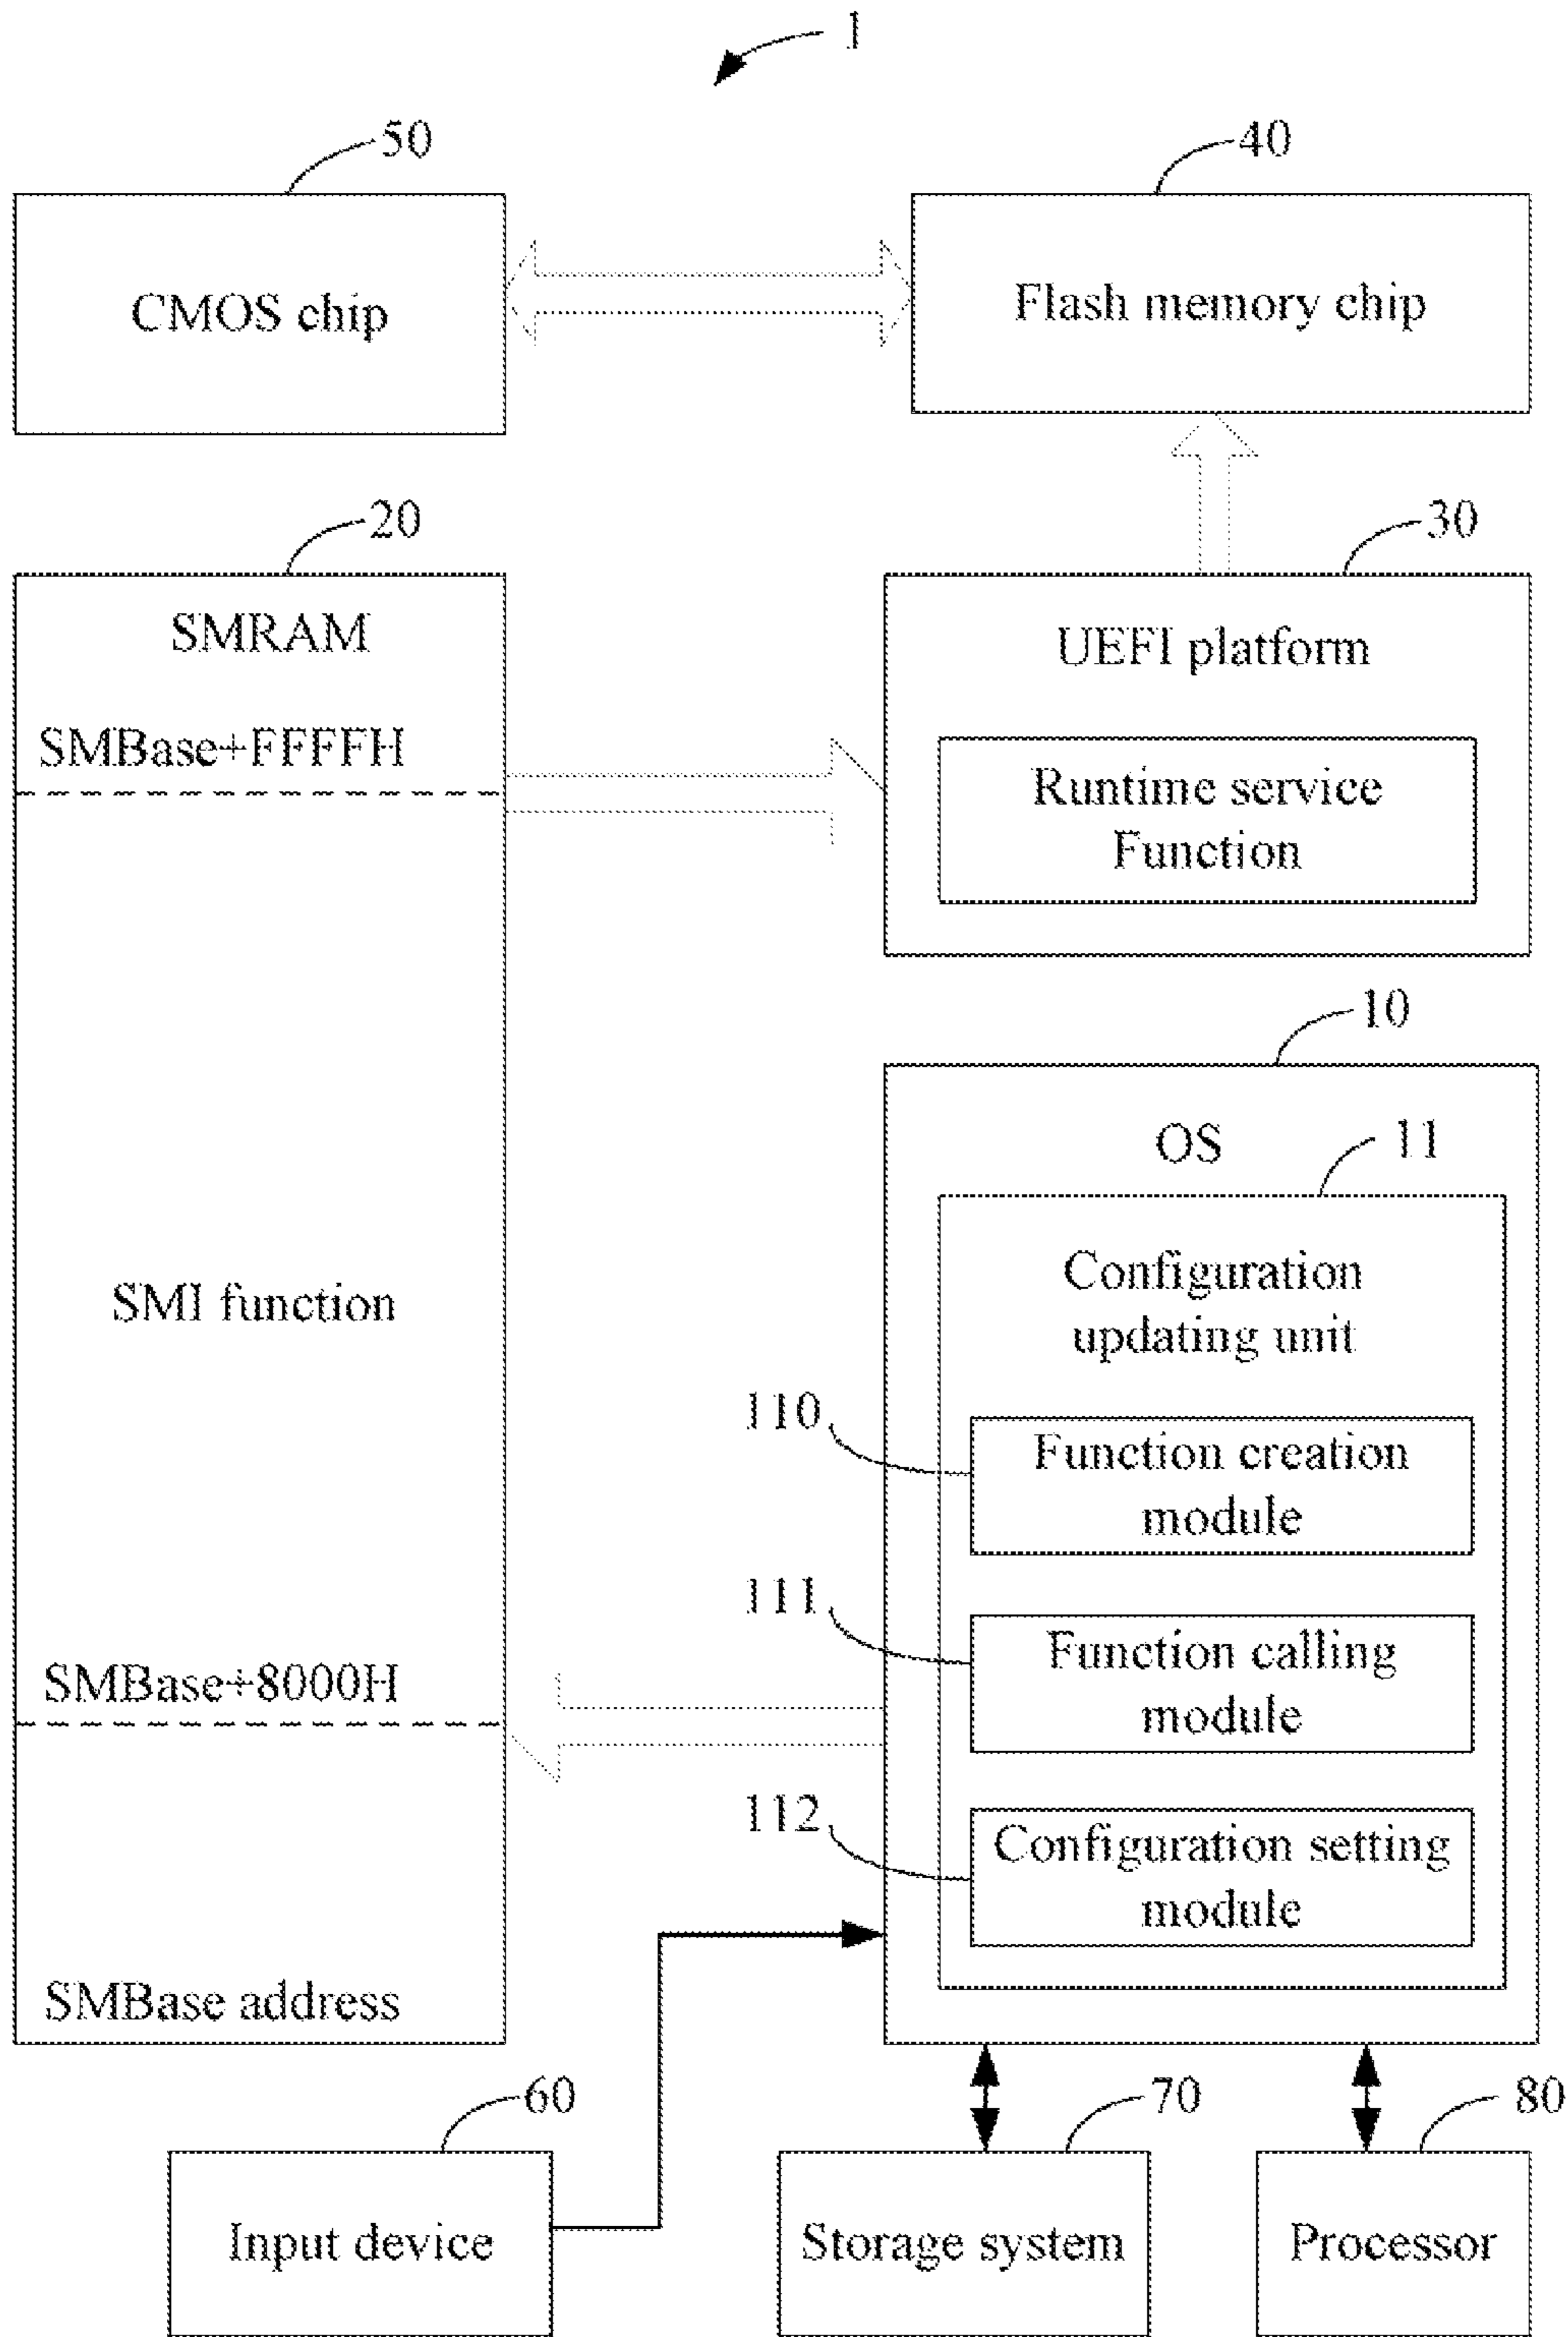 1
50
40
CMOS chip
Flash memory chip
20
30
SMRAM
UEFI platform
SMBase+FFFFH
Runtime service
Function
10
OS
11
Configuration
updating unit
SMI function
110
Function creation
module
111
Function calling
module
SMBase+8000H
112
Configuration setting
module
SMBase address
60
70
80
Input device
Storage system
Processor